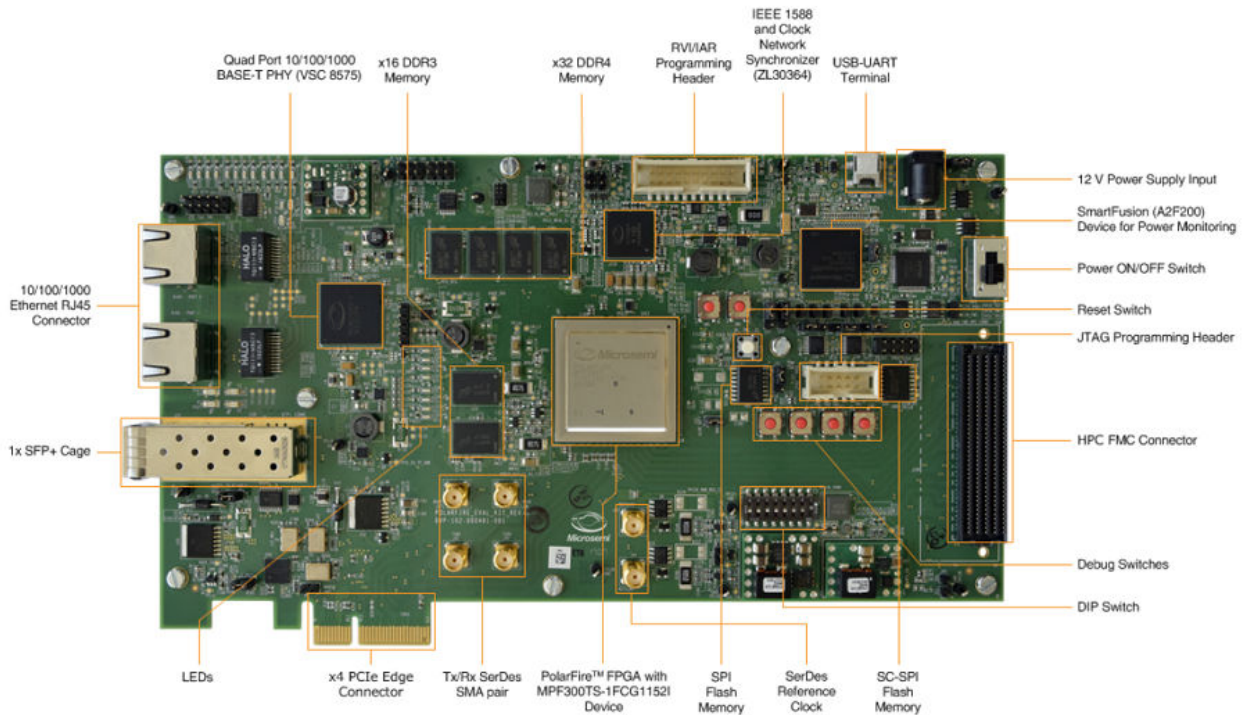 IEEE 1588
and Clock
Network
Synchronizer
(ZL30364)
Quad Port 10/100/1000
BASE-T PHY (VSC 8575)
x16 DDR3
Memory
x32 DDR4
Memory
RVI/IAR
Programming
Header
USB-UART
Terminal
12 V Power Supply Input
SmartFusion (A2F200)
Device for Power Monitoring
Power ON/OFF Switch
10/100/1000
Ethernet RJ45
Connector
HALO
HALO
Reset Switch
JTAG Programming Header
Microsemi
1x SFP+ Cage
HPC FMC Connector
POLARFIRE_EVAL_KIT_REV
Microsemi
Debug Switches
DIP Switch
LEDs
x4 PCIe Edge
Connector
Tx/Rx SerDes
SMA pair
PolarFire™ FPGA with
MPF300TS-1FCG1152I
Device
SPI
Flash
Memory
SerDes
Reference
Clock
SC-SPI
Flash
Memory